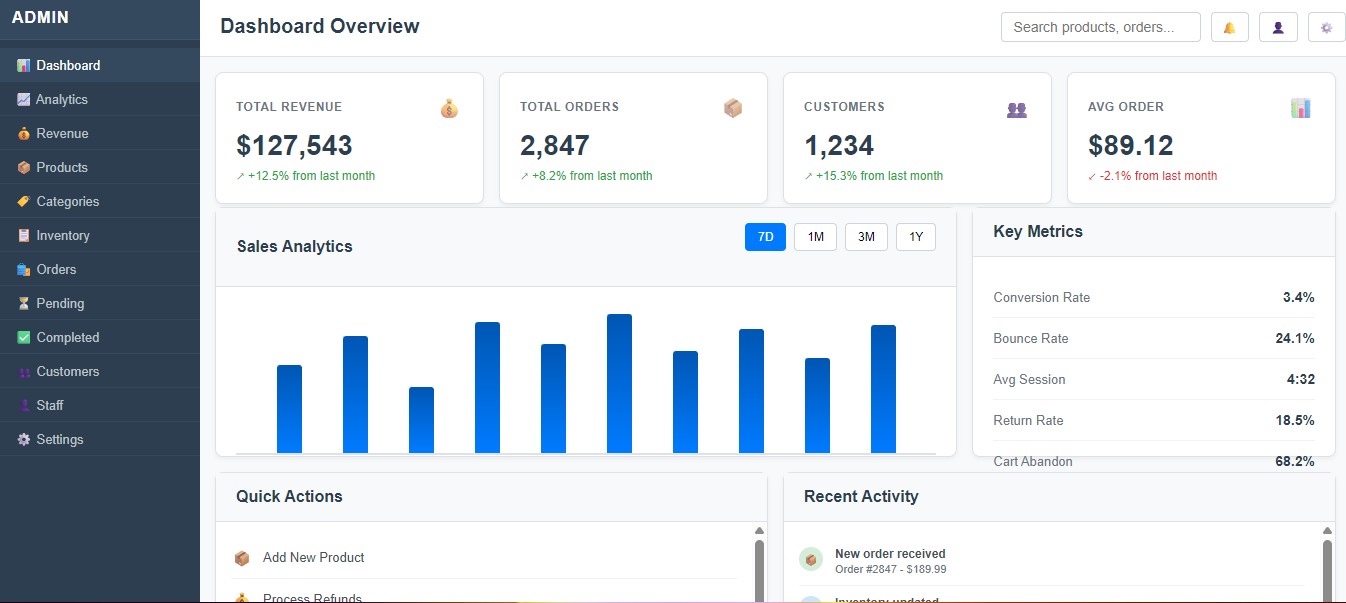 ADMIN
Dashboard
Analytics
Revenue
Products
Categories
Inventory
Orders
Pending
Completed
Customers
Staff
Settings
Dashboard Overview
Search products, orders...
TOTAL REVENUE
$127,543
↗ +12.5% from last month
TOTAL ORDERS
2,847
↗ +8.2% from last month
CUSTOMERS
1,234
↗ +15.3% from last month
AVG ORDER
$89.12
↙ -2.1% from last month
Sales Analytics
7D
1M
3M
1Y
Key Metrics
Conversion Rate 3.4%
Bounce Rate 24.1%
Avg Session 4:32
Return Rate 18.5%
Cart Abandon 68.2%
Quick Actions
Add New Product
Process Refunds
Recent Activity
New order received
Order #2847 - $189.99
Inventory updated